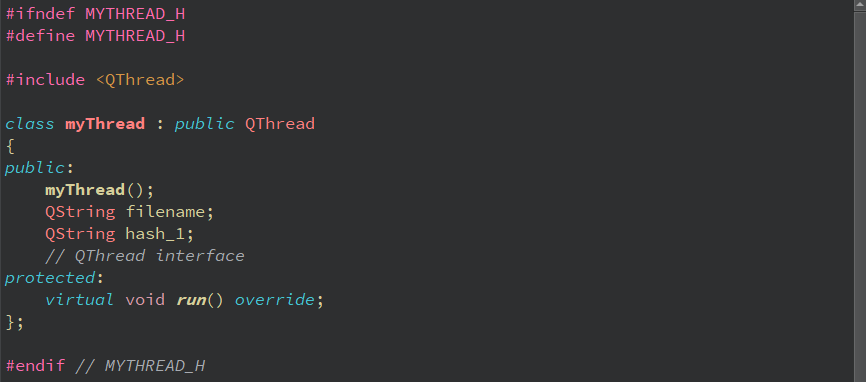 #ifndef MYTHREAD_H
#define MYTHREAD_H
#include <QThread>
class myThread : public QThread
{
public:
    myThread();
    QString filename;
    QString hash_1;
    // QThread interface
protected:
    virtual void run() override;
};
#endif // MYTHREAD_H